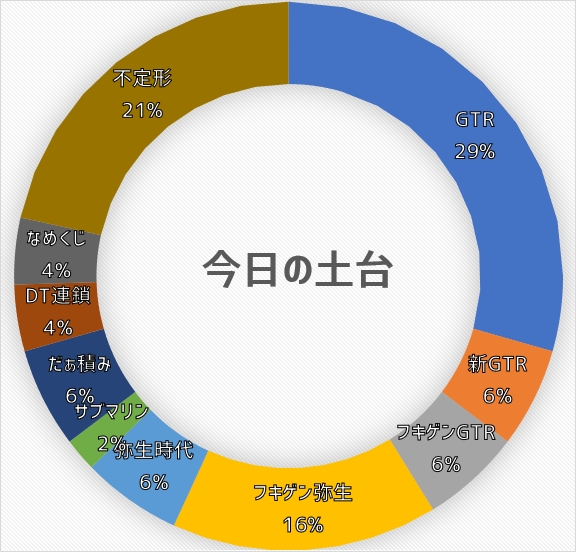 今日の土台
GTR
29%
新GTR
6%
フキゲンGTR
6%
フキゲン弥生
16%
弥生時代
6%
サブマリン
2%
だぁ積み
6%
DT連鎖
4%
なめくじ
4%
不定形
21%